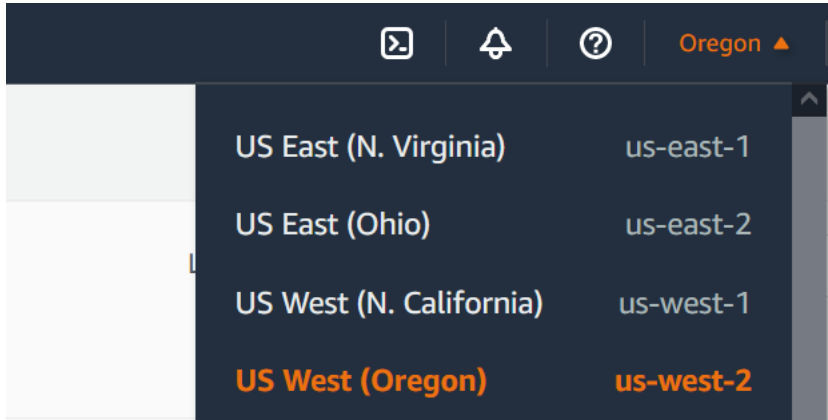 Oregon
US East (N. Virginia) us-east-1
US East (Ohio) us-east-2
L
US West (N. California) us-west-1
US West (Oregon) us-west-2